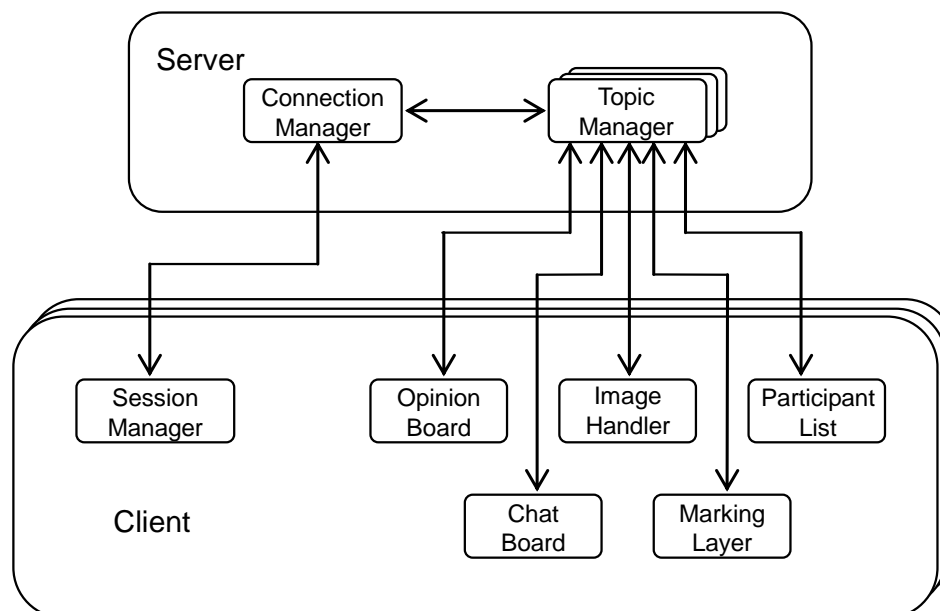 Server
Connection
Manager
Topic
Manager
Session
Manager
Opinion
Board
Image
Handler
Participant
List
Client
Chat
Board
Marking
Layer